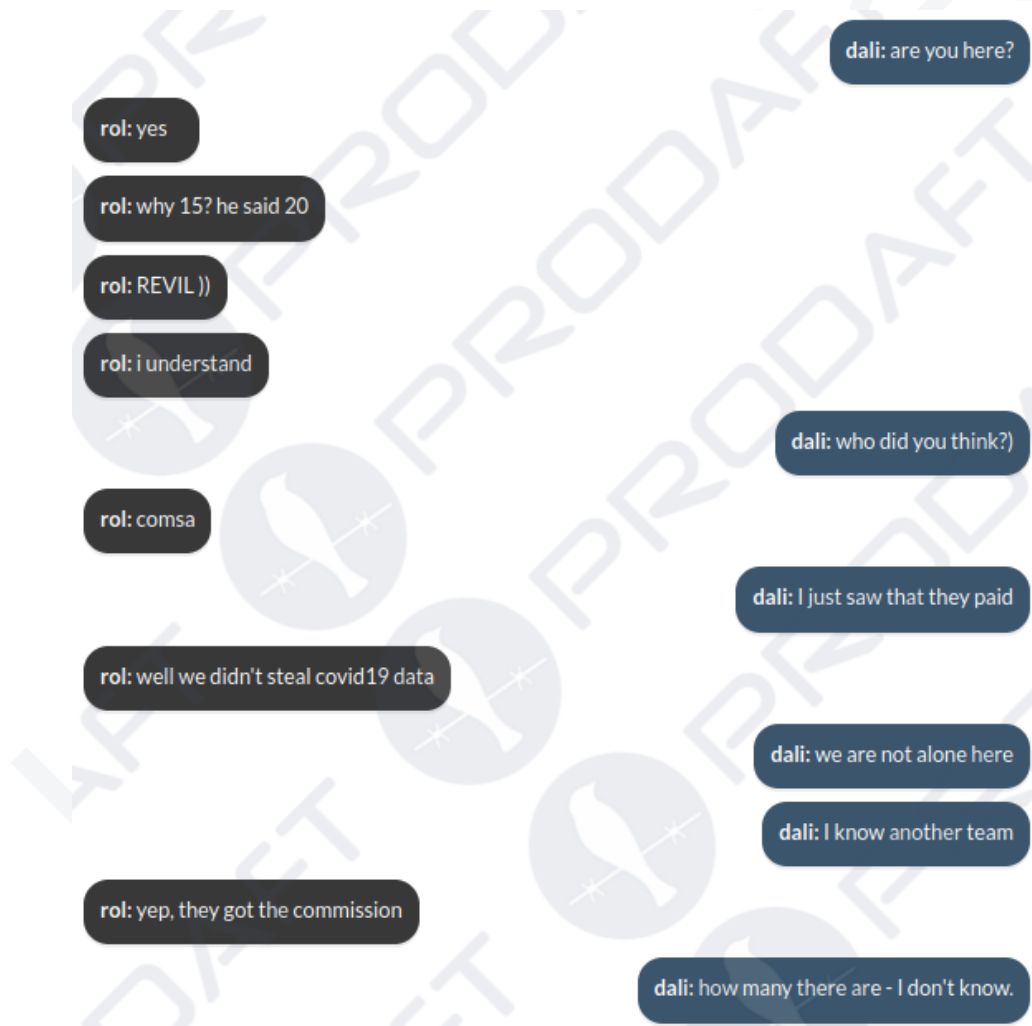 dali: are you here?
rol: yes
rol: why 15? he said 20
rol: REVIL ))
rol: i understand
dali: who did you think?)
rol: comsa
dali: I just saw that they paid
rol: well we didn't steal covid19 data
dali: we are not alone here
dali: I know another team
rol: yep, they got the commission
dali: how many there are - I don't know.
PRODAFT